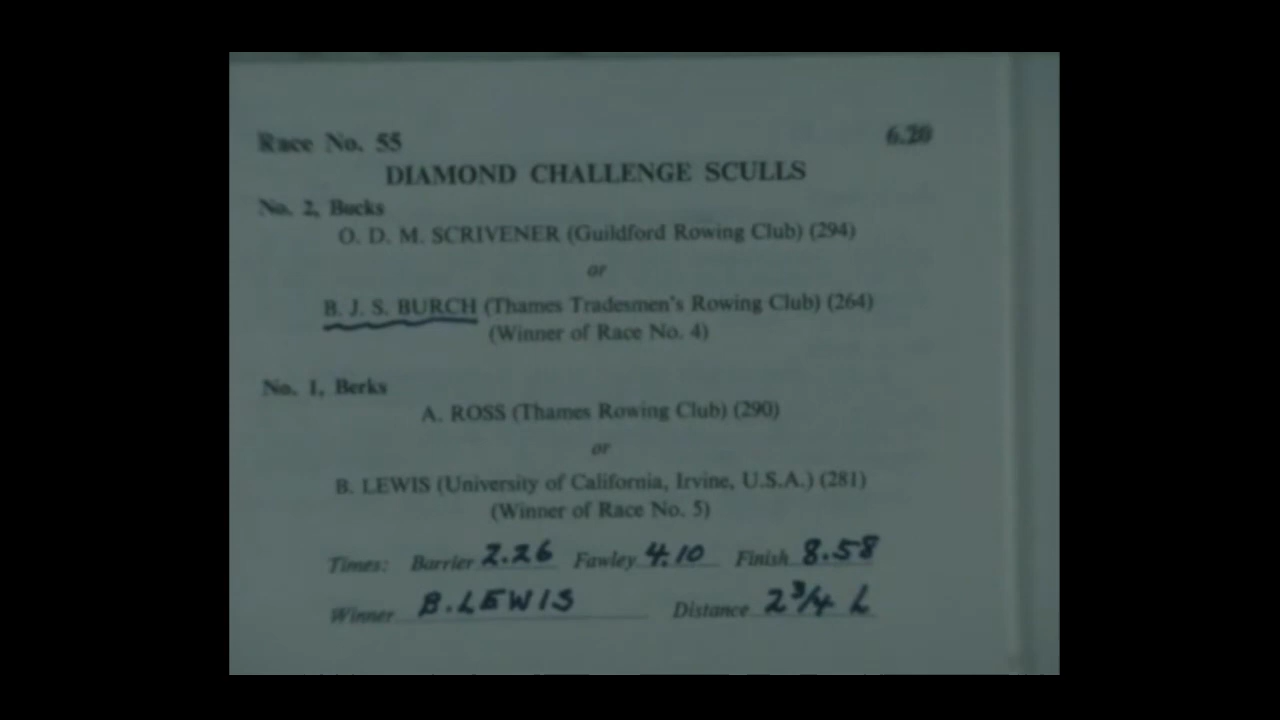 Race No. 55 6.20
DIAMOND CHALLENGE SCULLS
No. 2, Bucks
O. D. M. SCRIVENER (Guildford Rowing Club) (294)
or
B. J. S. BURCH (Thames Tradesmen's Rowing Club) (264)
(Winner of Race No. 4)
No. 1, Berks
A. ROSS (Thames Rowing Club) (290)
or
B. LEWIS (University of California, Irvine, U.S.A.) (281)
(Winner of Race No. 5)
Times: Barrier 2.26 Fawley 4.10 Finish 8.58
Winner B. LEWIS Distance 2¾ L